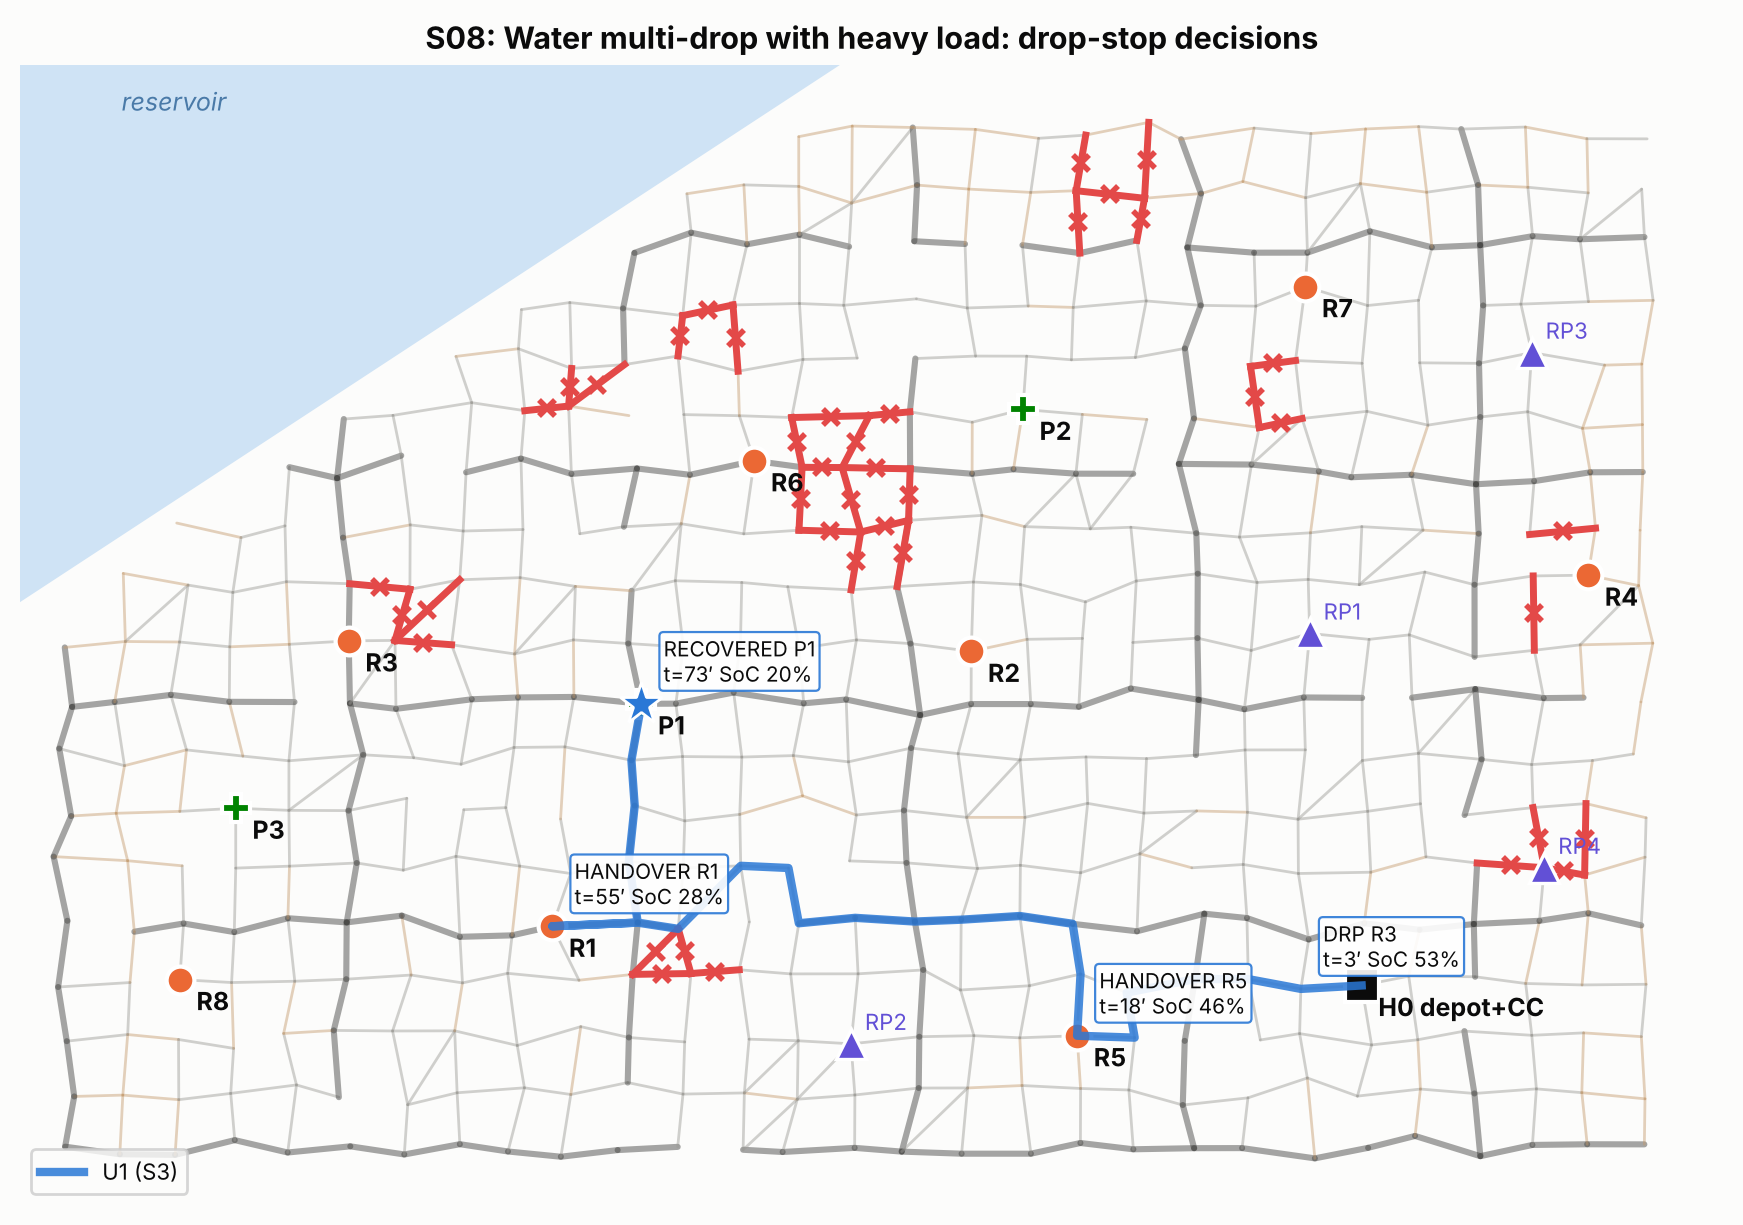 S08: Water multi-drop with heavy load: drop-stop decisions
reservoir
R7
RP3
P2
R6
R4
RP1
R3
RECOVERED P1
t=73′ SoC 20%
R2
P1
P3
RP4
HANDOVER R1
t=55′ SoC 28%
R1
DRP R3
t=3′ SoC 53%
HANDOVER R5
t=18′ SoC 46%
R8
H0 depot+CC
RP2
R5
U1 (S3)